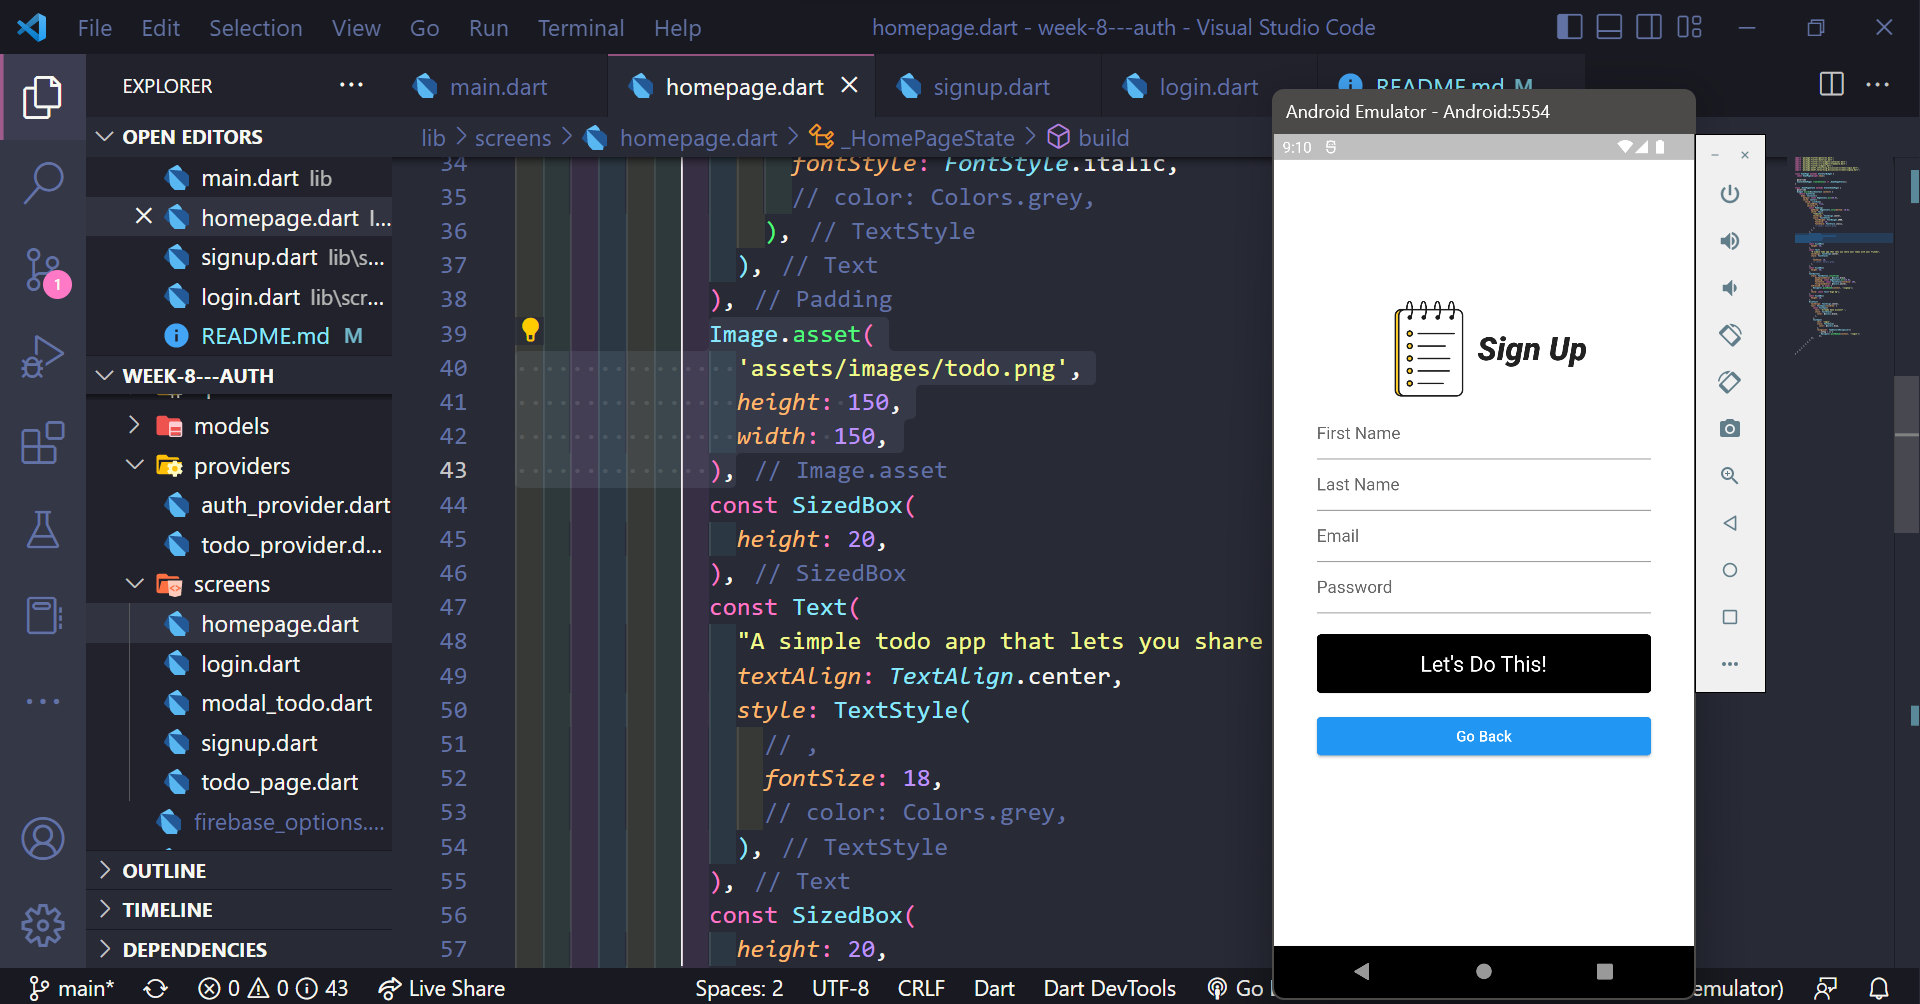 File Edit Selection View Go Run Terminal Help
homepage.dart - week-8---auth - Visual Studio Code
EXPLORER
main.dart
homepage.dart
signup.dart
login.dart
README.md M
OPEN EDITORS
main.dart lib
homepage.dart l...
signup.dart lib\s...
login.dart lib\scr...
README.md M
WEEK-8---AUTH
models
providers
auth_provider.dart
todo_provider.d...
screens
homepage.dart
login.dart
modal_todo.dart
signup.dart
todo_page.dart
firebase_options....
OUTLINE
TIMELINE
DEPENDENCIES
1
lib > screens > homepage.dart > _HomePageState > build
34 fontStyle: FontStyle.italic,
35 // color: Colors.grey,
36 ), // TextStyle
37 ), // Text
38 ), // Padding
39 Image.asset(
40 'assets/images/todo.png',
41 height: 150,
42 width: 150,
43 ), // Image.asset
44 const SizedBox(
45 height: 20,
46 ), // SizedBox
47 const Text(
48 "A simple todo app that lets you share
49 textAlign: TextAlign.center,
50 style: TextStyle(
51 // ,
52 fontSize: 18,
53 // color: Colors.grey,
54 ), // TextStyle
55 ), // Text
56 const SizedBox(
57 height: 20,
Android Emulator - Android:5554
9:10
Sign Up
First Name
Last Name
Email
Password
Let's Do This!
Go Back
main* 0 0 43 Live Share
Spaces: 2 UTF-8 CRLF Dart Dart DevTools Go
emulator)